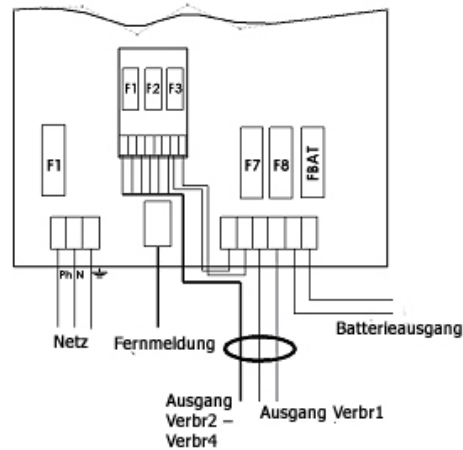 F1 F2 F3
F1
F7 F8 FBAT
Ph N
Netz
Fernmeldung
Batterieausgang
Ausgang
Verbr2 –
Verbr4
Ausgang Verbr1